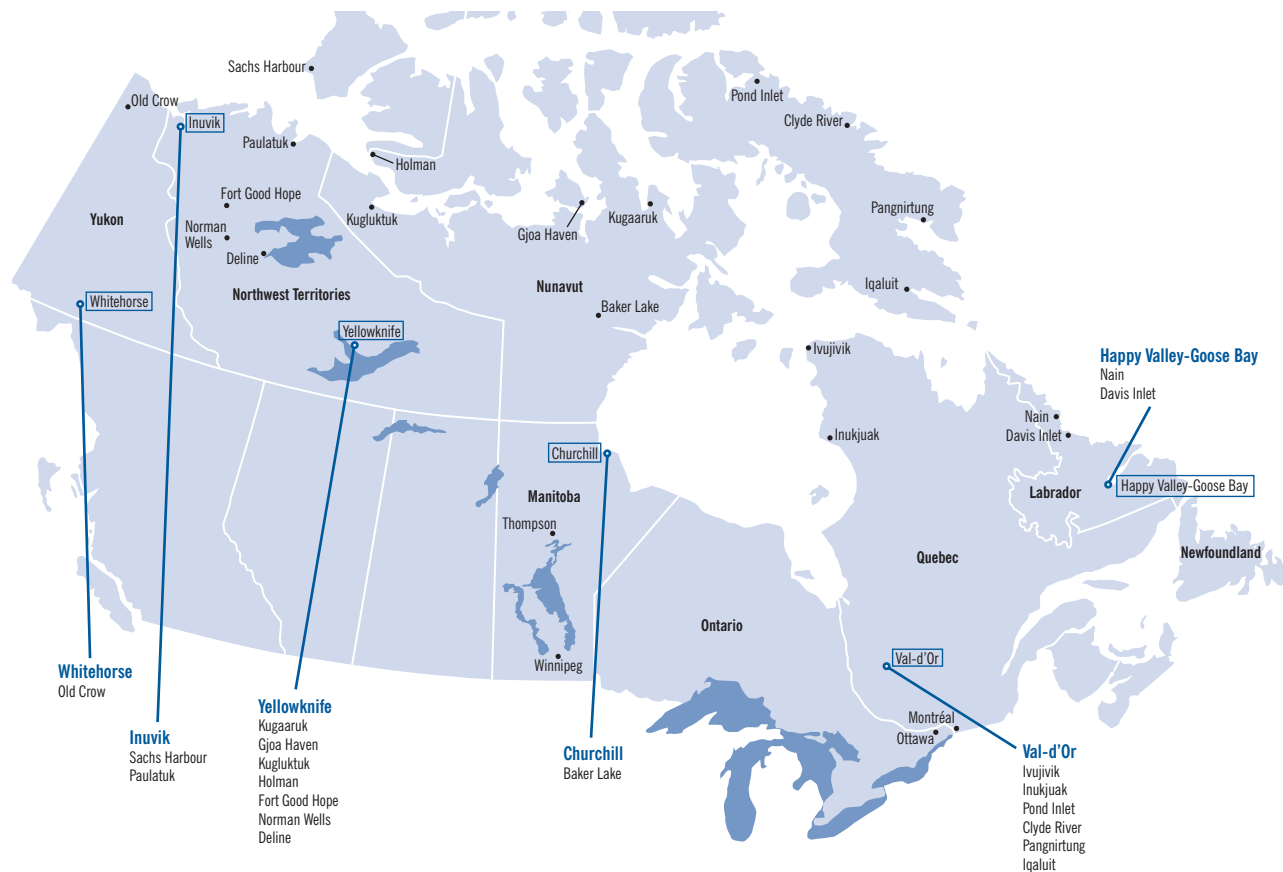 Sachs Harbour
Old Crow
Inuvik
Paulatuk
Holman
Pond Inlet
Clyde River
Fort Good Hope
Yukon
Norman
Wells
Deline
Kugluktuk
Gjoa Haven
Kugaaruk
Pangnirtung
Iqaluit
Northwest Territories
Nunavut
Whitehorse
Yellowknife
Baker Lake
Ivujivik
Happy Valley-Goose Bay
Nain
Davis Inlet
Nain
Davis Inlet
Inukjuak
Churchill
Manitoba
Labrador
Happy Valley-Goose Bay
Thompson
Quebec
Newfoundland
Ontario
Winnipeg
Val-d'Or
Montréal
Ottawa
Whitehorse
Old Crow
Inuvik
Sachs Harbour
Paulatuk
Yellowknife
Kugaaruk
Gjoa Haven
Kugluktuk
Holman
Fort Good Hope
Norman Wells
Deline
Churchill
Baker Lake
Val-d'Or
Ivujivik
Inukjuak
Pond Inlet
Clyde River
Pangnirtung
Iqaluit